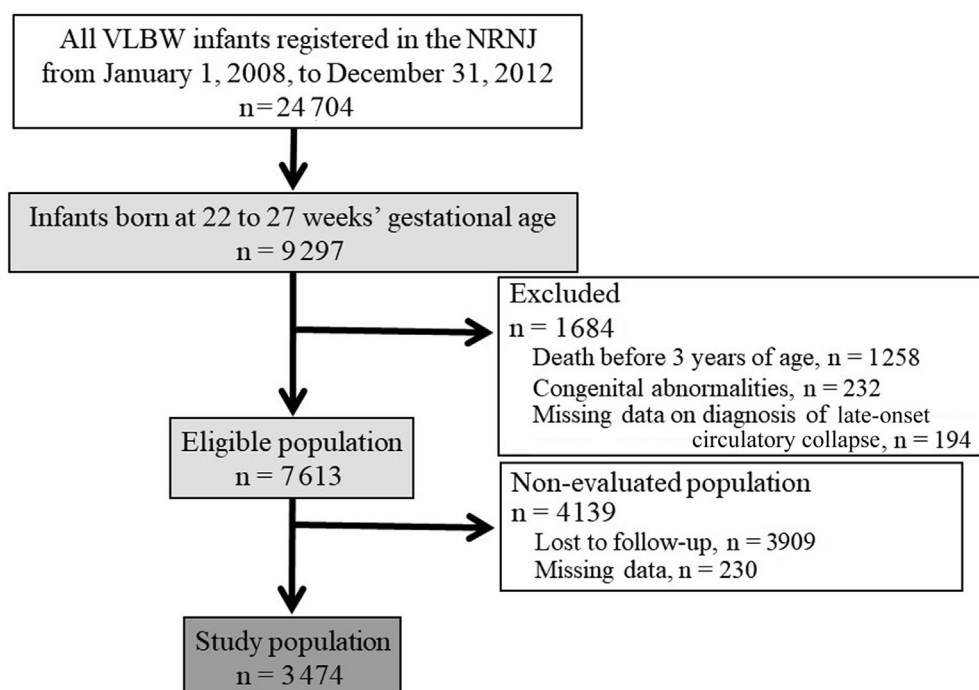 All VLBW infants registered in the NRNJ
from January 1, 2008, to December 31, 2012
n=24 704
Infants born at 22 to 27 weeks’ gestational age
n = 9 297
Excluded
n = 1684
Death before 3 years of age, n = 1258
Congenital abnormalities, n = 232
Missing data on diagnosis of late-onset
circulatory collapse, n = 194
Eligible population
n = 7 613
Non-evaluated population
n = 4139
Lost to follow-up, n = 3909
Missing data, n = 230
Study population
n = 3 474